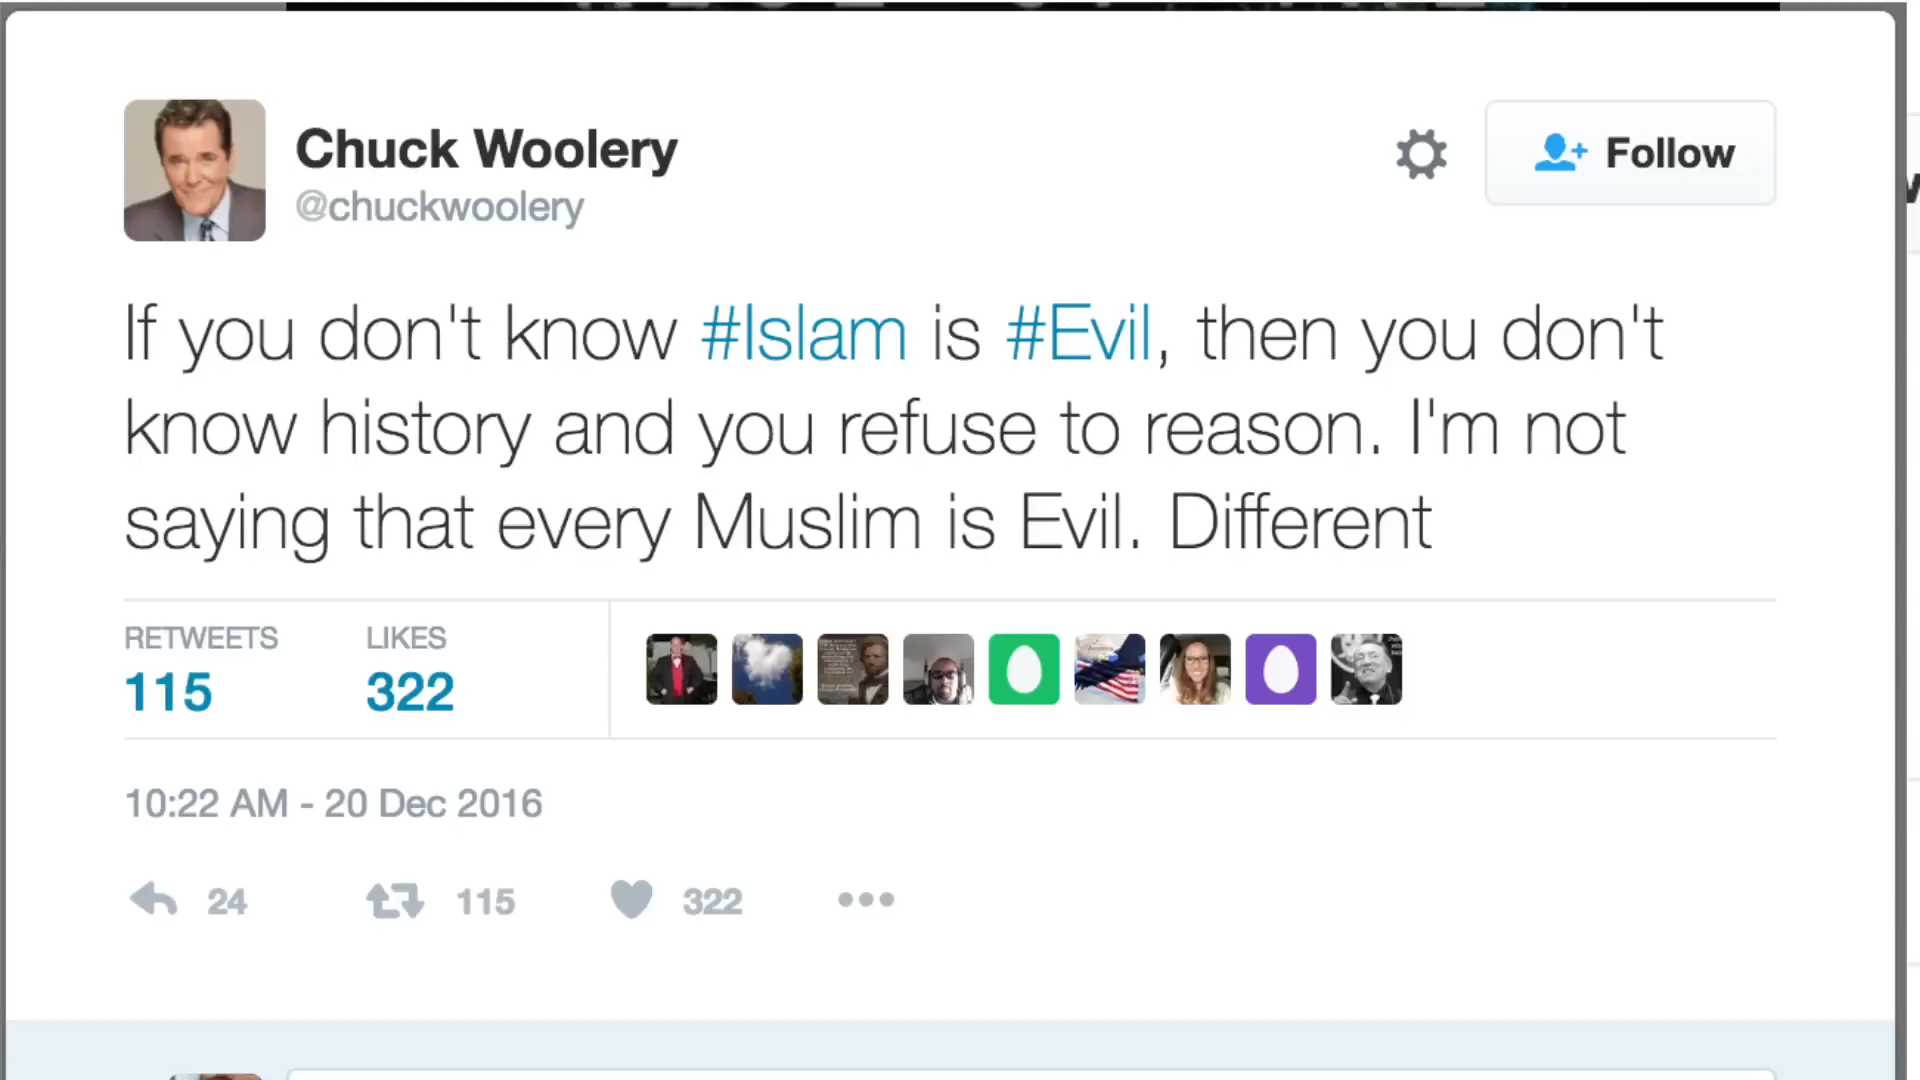 Chuck Woolery
@chuckwoolery
Follow
If you don't know #Islam is #Evil, then you don't
know history and you refuse to reason. I'm not
saying that every Muslim is Evil. Different
RETWEETS LIKES
115 322
10:22 AM - 20 Dec 2016
24 115 322